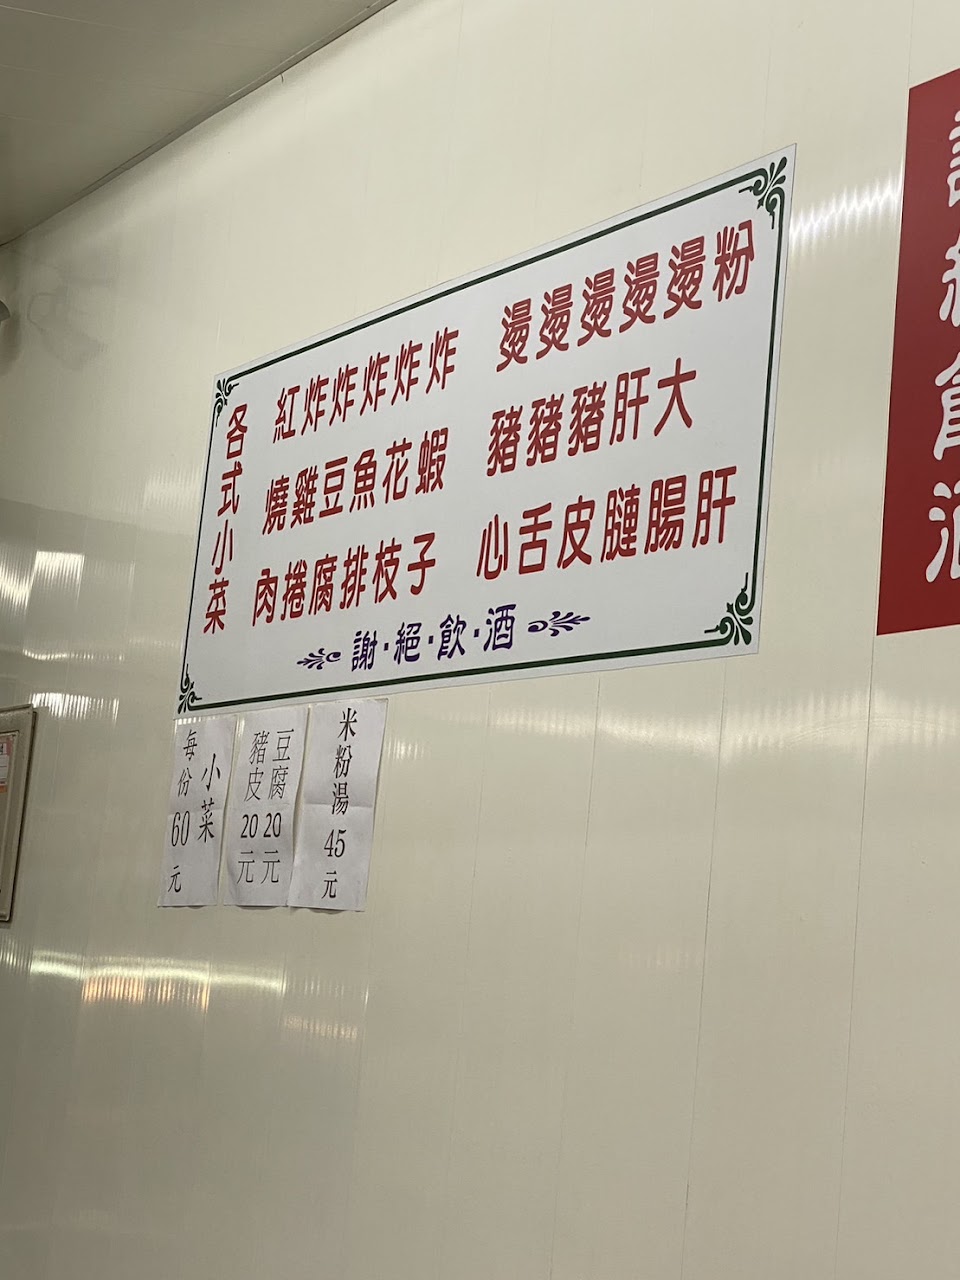 各式小菜
紅燒肉
炸雞捲
炸豆腐
炸魚排
炸花枝
炸蝦子
燙豬心
燙豬舌
燙豬皮
燙肝
燙大腸
粉肝
謝·絕·飲·酒
米粉湯45元
豆腐20元
豬皮20元
小菜
每份60元